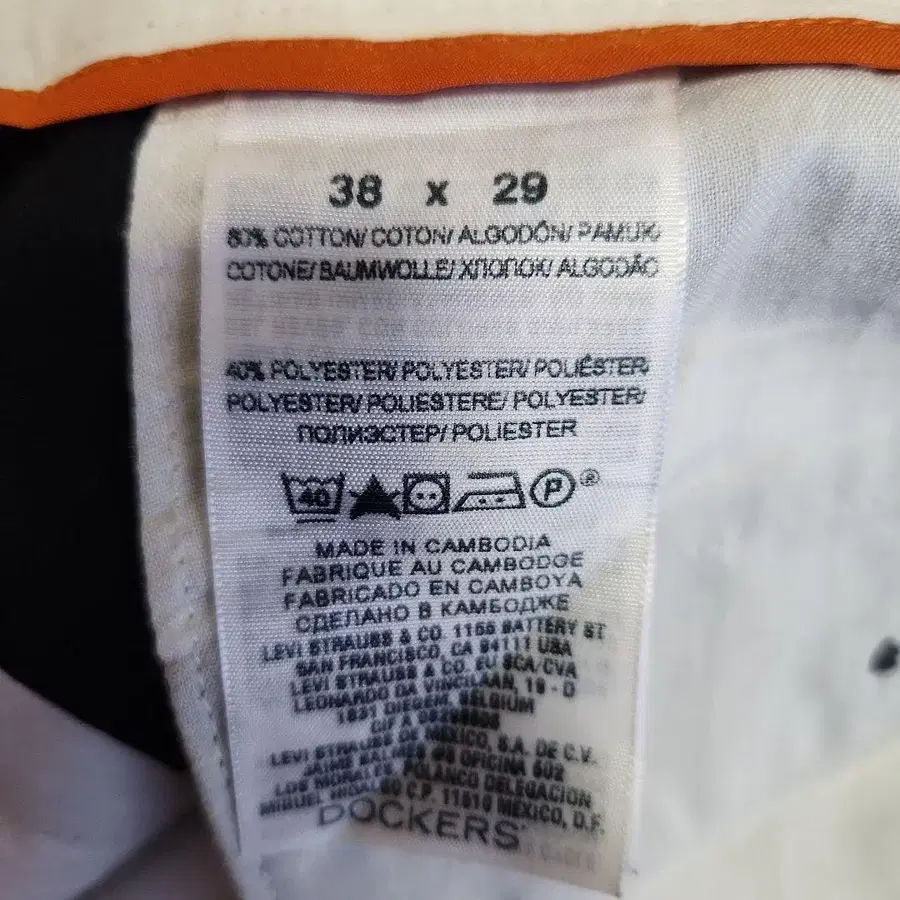 38 x 29
COTTON/ COTON/ ALGODÓN/ PAMUK/
COTONE/ BAUMWOLLE/ ХЛОПОК/ ALGODÃO
40% POLYESTER/ POLYESTER/ POLIÉSTER/
POLYESTER/ POLIESTERE/ POLYESTER/
ПОЛИЭСТЕР/ POLIESTER
40 P ®
MADE IN CAMBODIA
FABRIQUE AU CAMBODGE
FABRICADO EN CAMBOYA
СДЕЛАНО В КАМБОДЖЕ
LEVI STRAUSS & CO. 1155 BATTERY ST
SAN FRANCISCO, CA 94111 USA
LEVI STRAUSS & CO. EU SCA/CVA
LEONARDO DA VINCILAAN, 19 - D
1831 DIEGEM, BELGIUM
LEVI STRAUSS DE MEXICO, S.A. DE C.V.
JAIME BALMES OFICINA 602
LOS MORALES, POLANCO DELEGACION
MIGUEL HIDALGO C.P. 11510 MEXICO, D.F.
DOCKERS